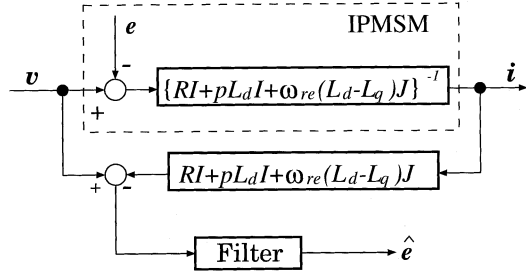 e
IPMSM
-
v
{RI+pL_dI+ω_re(L_d-L_q)J}^-1
i
+
RI+pL_dI+ω_re(L_d-L_q)J
+
-
Filter
ê